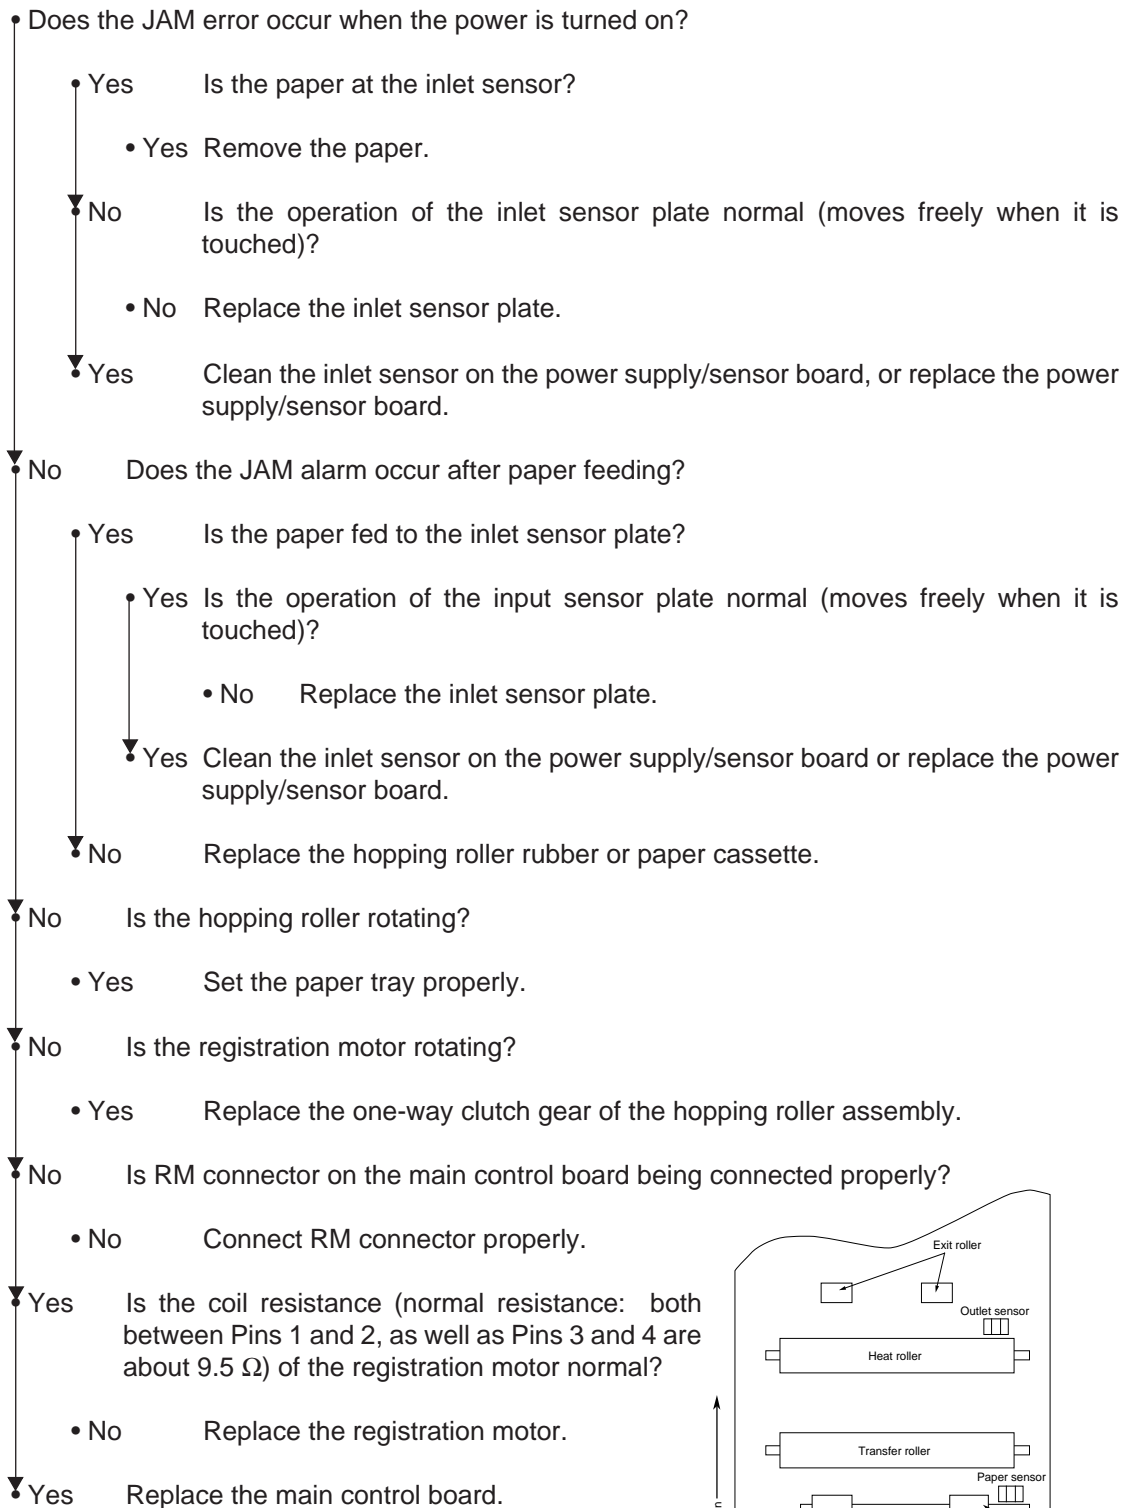 • Does the JAM error occur when the power is turned on?
• Yes Is the paper at the inlet sensor?
• Yes Remove the paper.
• No Is the operation of the inlet sensor plate normal (moves freely when it is
touched)?
• No Replace the inlet sensor plate.
• Yes Clean the inlet sensor on the power supply/sensor board, or replace the power
supply/sensor board.
• No Does the JAM alarm occur after paper feeding?
• Yes Is the paper fed to the inlet sensor plate?
• Yes Is the operation of the input sensor plate normal (moves freely when it is
touched)?
• No Replace the inlet sensor plate.
• Yes Clean the inlet sensor on the power supply/sensor board or replace the power
supply/sensor board.
• No Replace the hopping roller rubber or paper cassette.
• No Is the hopping roller rotating?
• Yes Set the paper tray properly.
• No Is the registration motor rotating?
• Yes Replace the one-way clutch gear of the hopping roller assembly.
• No Is RM connector on the main control board being connected properly?
• No Connect RM connector properly.
• Yes Is the coil resistance (normal resistance: both
between Pins 1 and 2, as well as Pins 3 and 4 are
about 9.5 Ω) of the registration motor normal?
• No Replace the registration motor.
• Yes Replace the main control board.
Exit roller
Outlet sensor
Heat roller
Transfer roller
Paper sensor